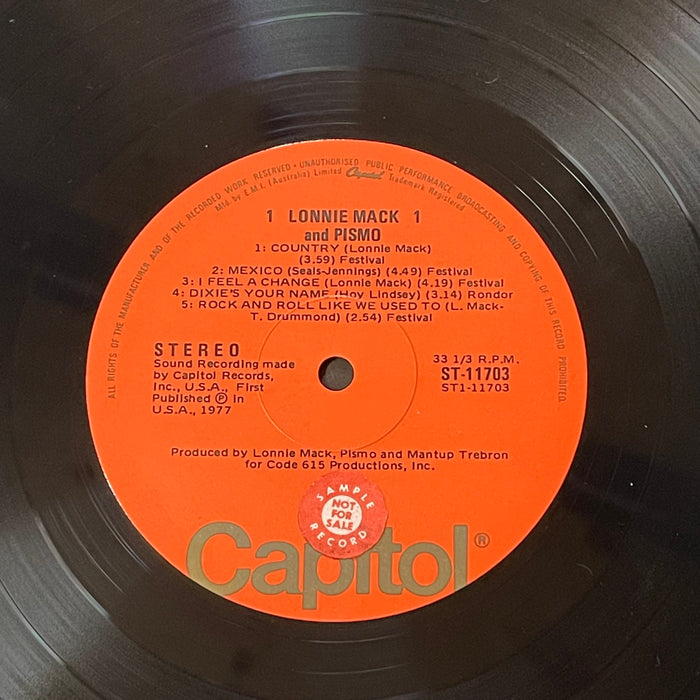 ALL RIGHTS OF THE MANUFACTURER AND OF THE RECORDED WORK RESERVED • UNAUTHORISED PUBLIC PERFORMANCE BROADCASTING AND COPYING OF THIS RECORD PROHIBITED.
Mfd. by E.M.I. (Australia) Limited Capitol Trademark Registered
1 LONNIE MACK 1
and PISMO
1: COUNTRY (Lonnie Mack)
(3.59) Festival
2: MEXICO (Seals-Jennings) (4.49) Festival
3: I FEEL A CHANGE (Lonnie Mack) (4.19) Festival
4: DIXIE'S YOUR NAME (Hoy Lindsey) (3.14) Rondor
5: ROCK AND ROLL LIKE WE USED TO (L. Mack-
T. Drummond) (2.54) Festival
STEREO
Sound Recording made
by Capitol Records,
Inc., U.S.A., First
Published ℗ in
U.S.A., 1977
33 1/3 R.P.M.
ST-11703
ST1-11703
Produced by Lonnie Mack, Pismo and Mantup Trebron
for Code 615 Productions, Inc.
SAMPLE
NOT
FOR
SALE
RECORD
Capitol®